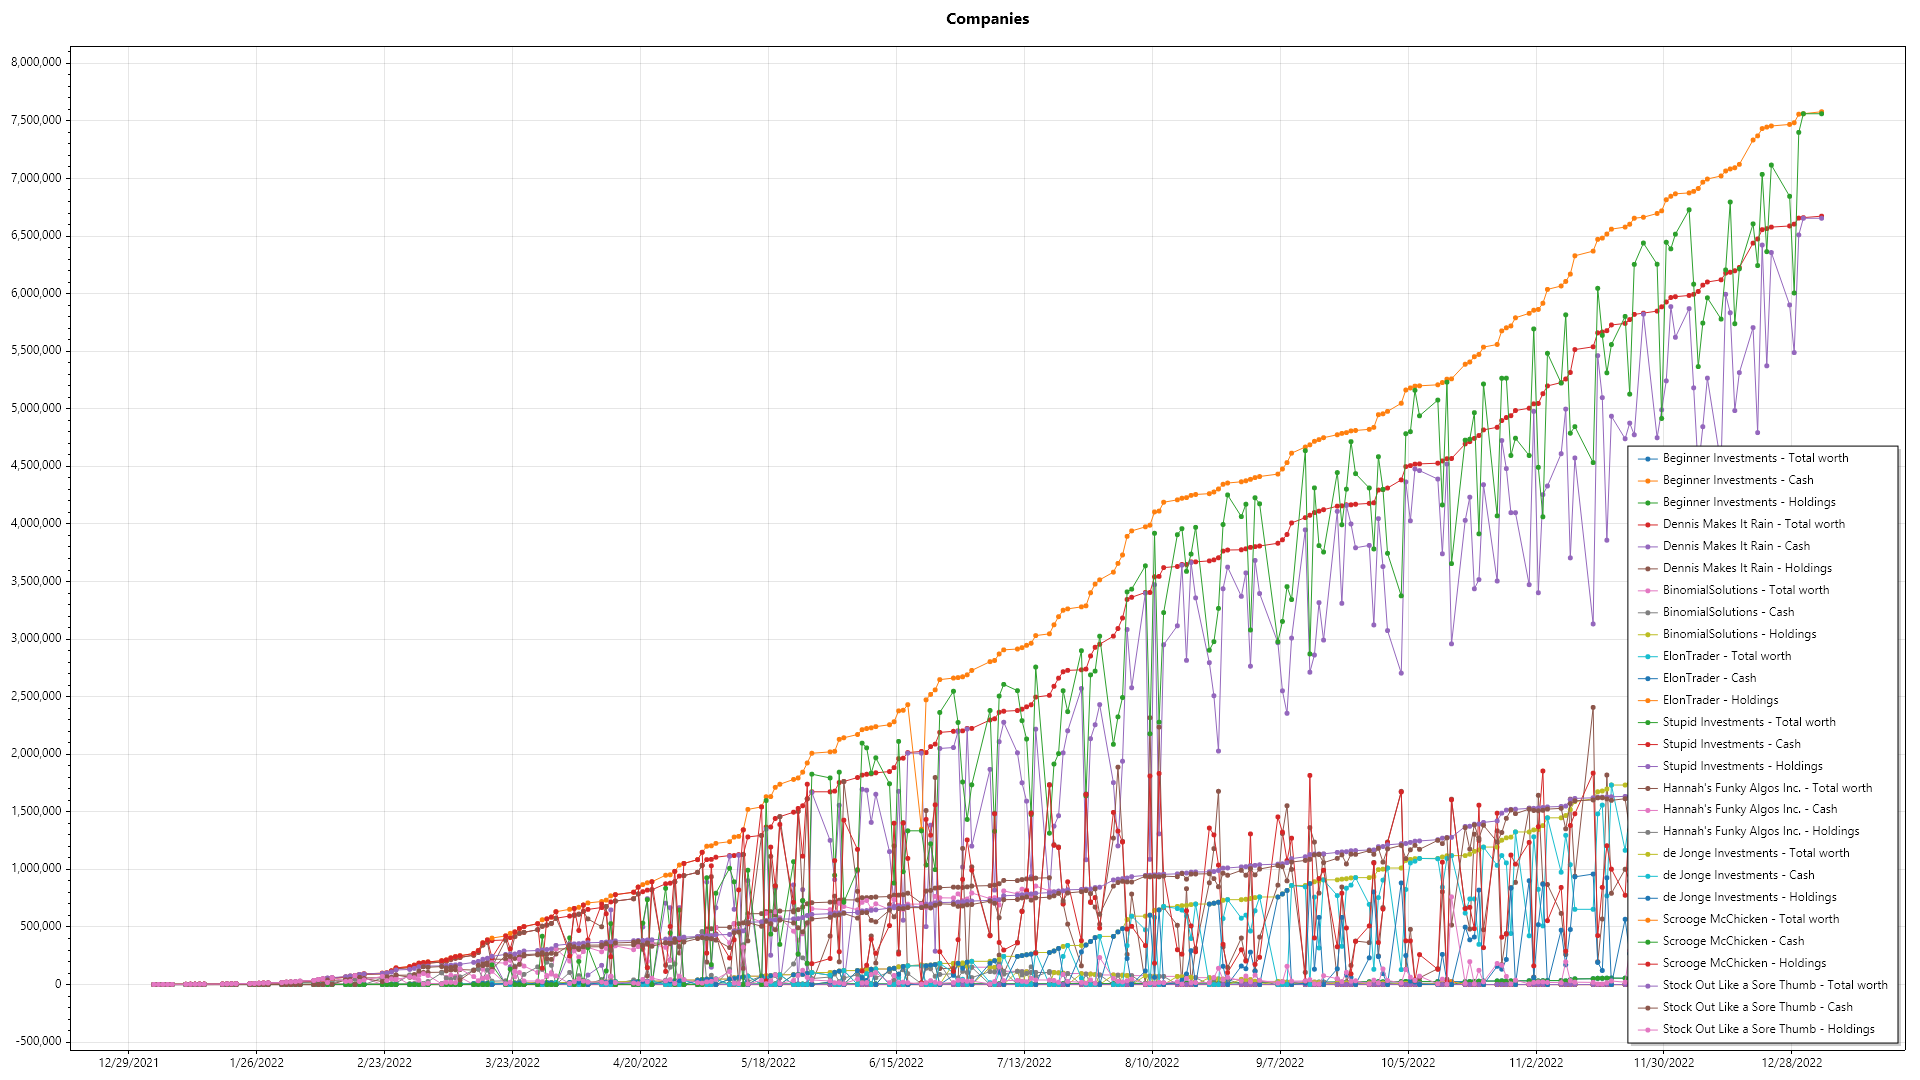 Companies
8,000,000
7,500,000
7,000,000
6,500,000
6,000,000
5,500,000
5,000,000
4,500,000
4,000,000
3,500,000
3,000,000
2,500,000
2,000,000
1,500,000
1,000,000
500,000
0
-500,000
12/29/2021
1/26/2022
2/23/2022
3/23/2022
4/20/2022
5/18/2022
6/15/2022
7/13/2022
8/10/2022
9/7/2022
10/5/2022
11/2/2022
11/30/2022
12/28/2022
Beginner Investments - Total worth
Beginner Investments - Cash
Beginner Investments - Holdings
Dennis Makes It Rain - Total worth
Dennis Makes It Rain - Cash
Dennis Makes It Rain - Holdings
BinomialSolutions - Total worth
BinomialSolutions - Cash
BinomialSolutions - Holdings
ElonTrader - Total worth
ElonTrader - Cash
ElonTrader - Holdings
Stupid Investments - Total worth
Stupid Investments - Cash
Stupid Investments - Holdings
Hannah's Funky Algos Inc. - Total worth
Hannah's Funky Algos Inc. - Cash
Hannah's Funky Algos Inc. - Holdings
de Jonge Investments - Total worth
de Jonge Investments - Cash
de Jonge Investments - Holdings
Scrooge McChicken - Total worth
Scrooge McChicken - Cash
Scrooge McChicken - Holdings
Stock Out Like a Sore Thumb - Total worth
Stock Out Like a Sore Thumb - Cash
Stock Out Like a Sore Thumb - Holdings